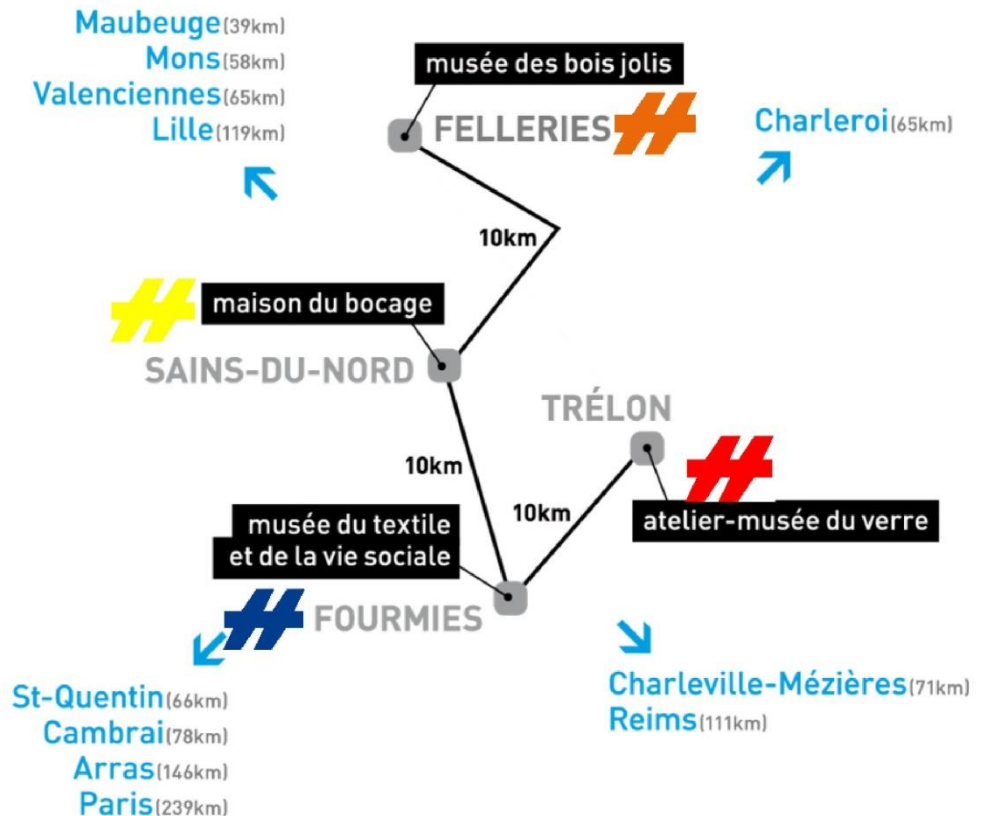 Maubeuge (39km)
Mons (58km)
Valenciennes (65km)
Lille (119km)
musée des bois jolis
FELLERIES
Charleroi (65km)
10km
maison du bocage
SAINS-DU-NORD
TRÉLON
10km
10km
musée du textile
et de la vie sociale
atelier-musée du verre
FOURMIES
St-Quentin (66km)
Cambrai (78km)
Arras (146km)
Paris (239km)
Charleville-Mézières (71km)
Reims (111km)